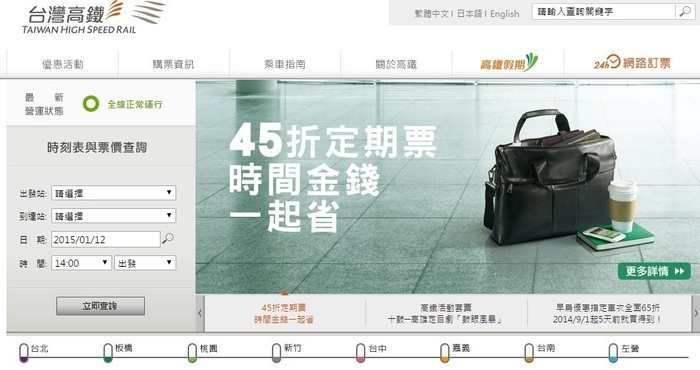 台灣高鐵
TAIWAN HIGH SPEED RAIL
繁體中文 | 日本語 | English
請輸入查詢關鍵字
優惠活動
購票資訊
乘車指南
關於高鐵
高鐵假期
24h 網路訂票
最 新
營運狀態
全線正常運行
時刻表與票價查詢
出發站: 請選擇
到達站: 請選擇
日 期: 2015/01/12
時 間: 14:00 出發
立即查詢
45折定期票
時間金錢
一起省
更多詳情
45折定期票
時間金錢一起省
高鐵活動套票
十鼓─高雄定目劇「鼓眼風暴」
早鳥優惠指定車次全面65折
2014/9/1起5天前就買得到！
台北
板橋
桃園
新竹
台中
嘉義
台南
左營